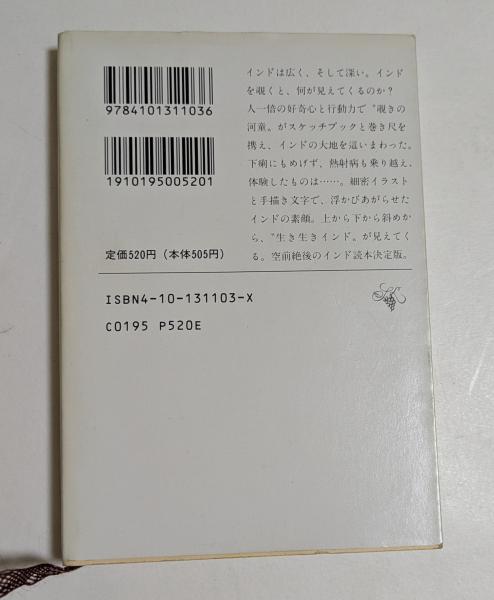 9784101311036
1910195005201
定価520円（本体505円）
ISBN4-10-131103-X
C0195 P520E
インドは広く、そして深い。インド
を覗くと、何が見えてくるのか？
人一倍の好奇心と行動力で〝覗きの
河童〟がスケッチブックと巻き尺を
携え、インドの大地を這いまわった。
下痢にもめげず、熱射病も乗り越え、
体験したものは……。細密イラスト
と手描き文字で、浮かびあがらせた
インドの素顔。上から下から斜めか
ら、〝生き生きインド〟が見えてく
る。空前絶後のインド読本決定版。